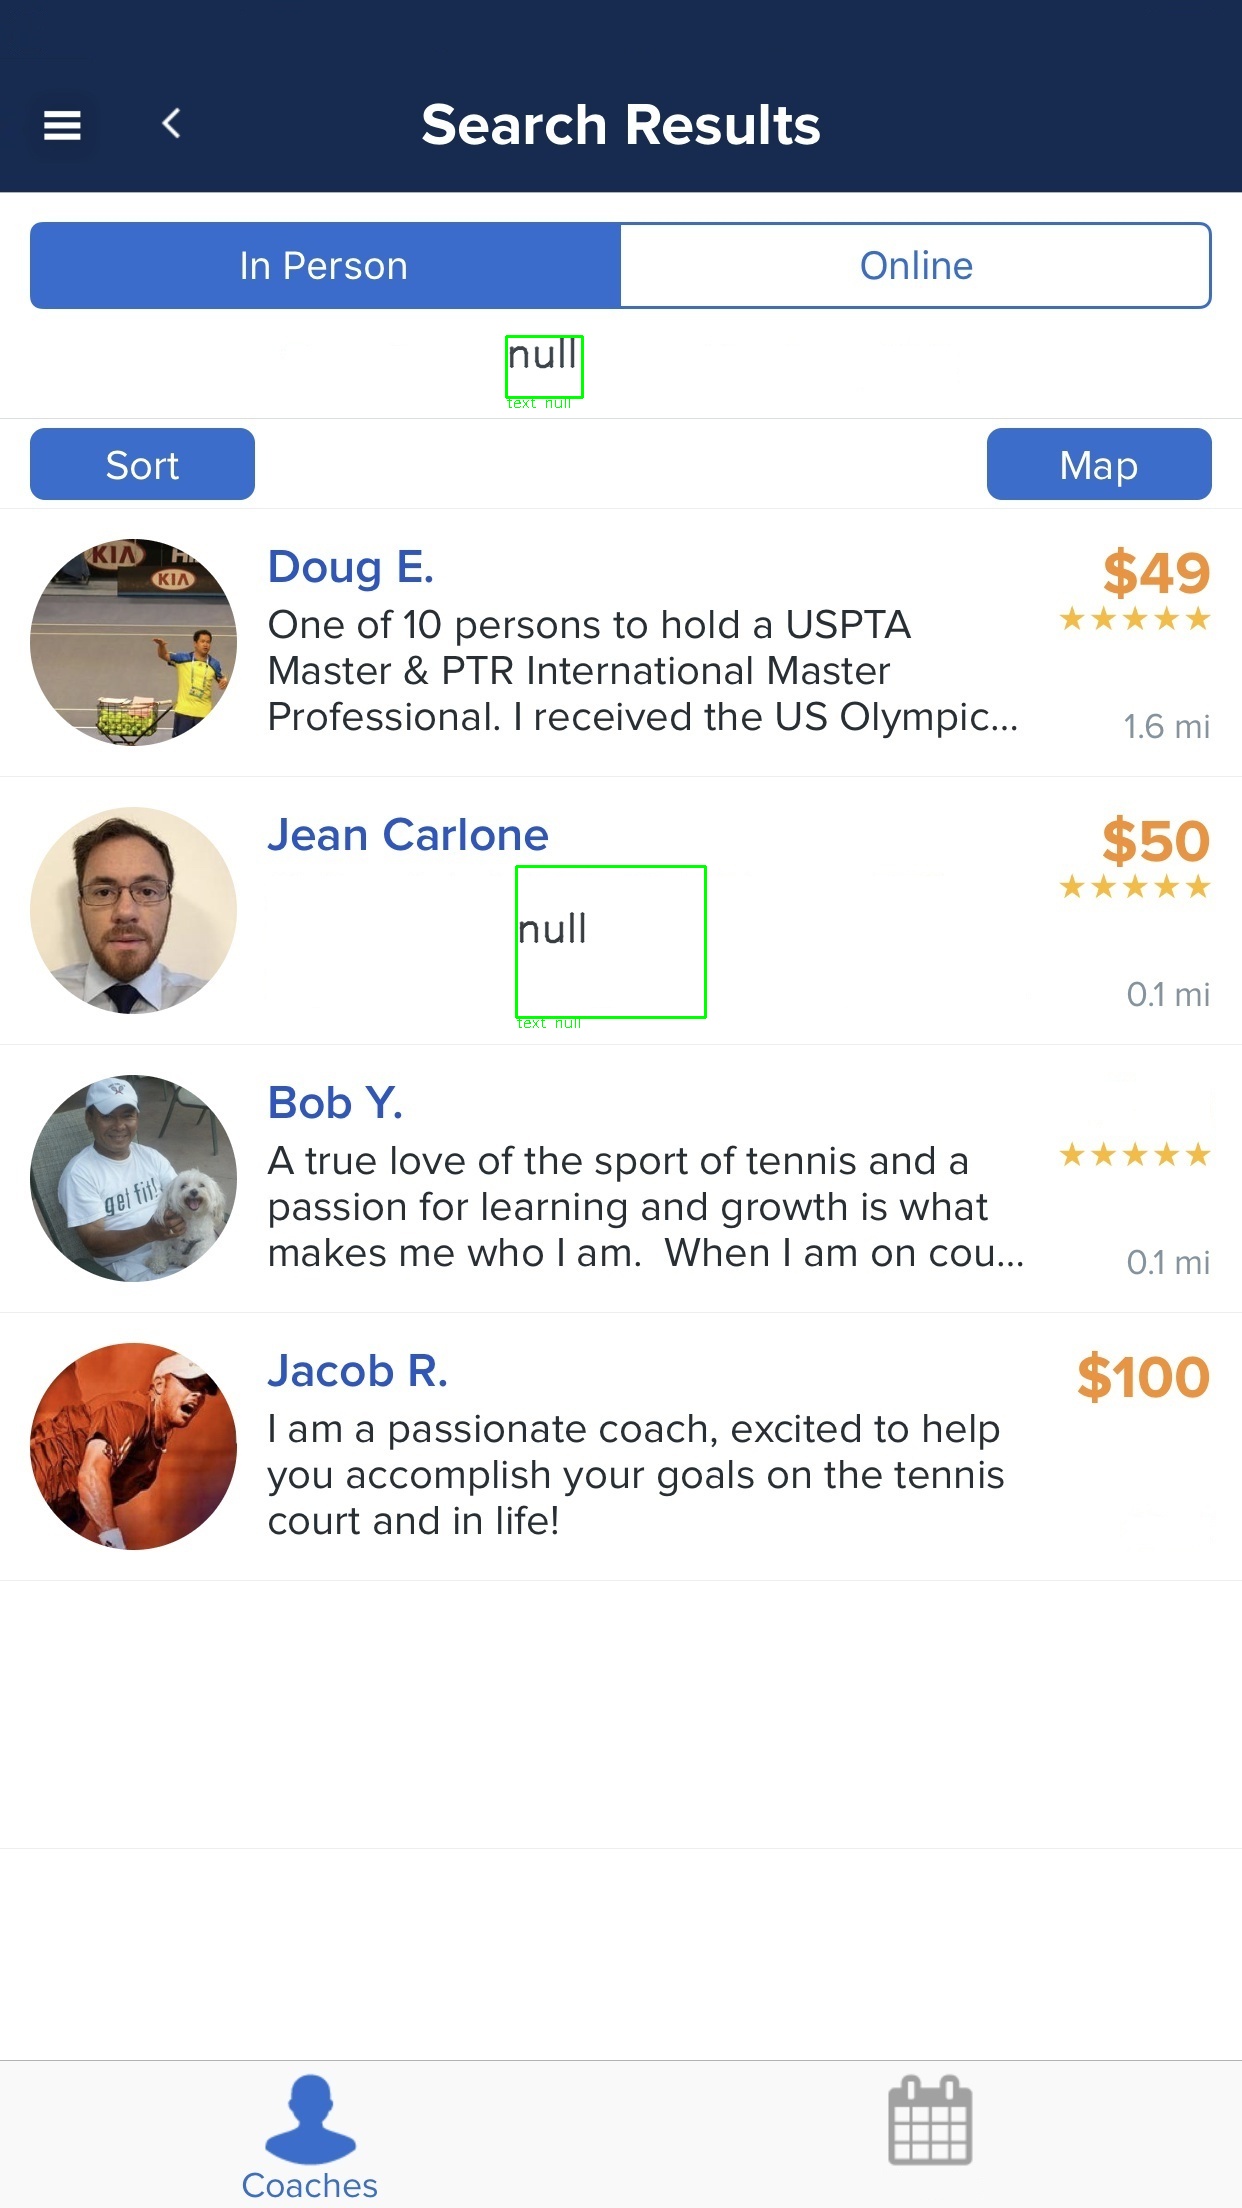 Search Results
In Person
Online
null
text null
Sort
Map
Doug E.
$49
One of 10 persons to hold a USPTA
Master & PTR International Master
Professional. I received the US Olympic...
1.6 mi
KIA
KIA
Jean Carlone
$50
null
text null
0.1 mi
Bob Y.
A true love of the sport of tennis and a
passion for learning and growth is what
makes me who I am.  When I am on cou...
0.1 mi
get fit!
Jacob R.
$100
I am a passionate coach, excited to help
you accomplish your goals on the tennis
court and in life!
Coaches